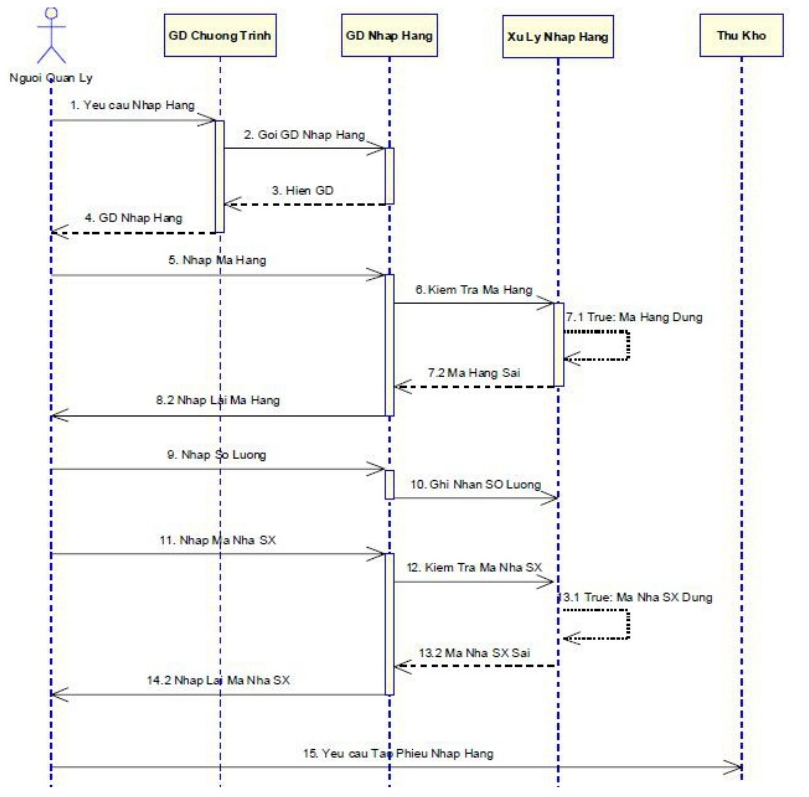 GD Chuong Trinh
GD Nhap Hang
Xu Ly Nhap Hang
Thu Kho
Nguoi Quan Ly
1. Yeu cau Nhap Hang
2. Goi GD Nhap Hang
3. Hien GD
4. GD Nhap Hang
5. Nhap Ma Hang
6. Kiem Tra Ma Hang
7.1 True: Ma Hang Dung
7.2 Ma Hang Sai
8.2 Nhap Lai Ma Hang
9. Nhap So Luong
10. Ghi Nhan SO Luong
11. Nhap Ma Nha SX
12. Kiem Tra Ma Nha SX
13.1 True: Ma Nha SX Dung
13.2 Ma Nha SX Sai
14.2 Nhap Lai Ma Nha SX
15. Yeu cau Tao Phieu Nhap Hang